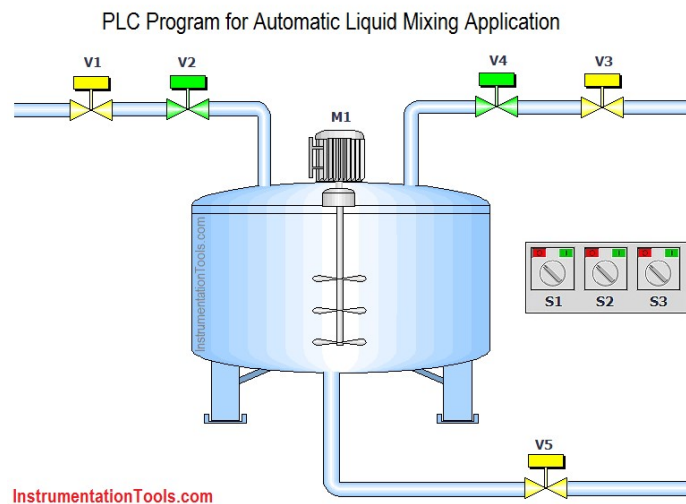 PLC Program for Automatic Liquid Mixing Application
V1 V2 V4 V3
M1
InstrumentationTools.com
O I O I O I
S1 S2 S3
V5
InstrumentationTools.com